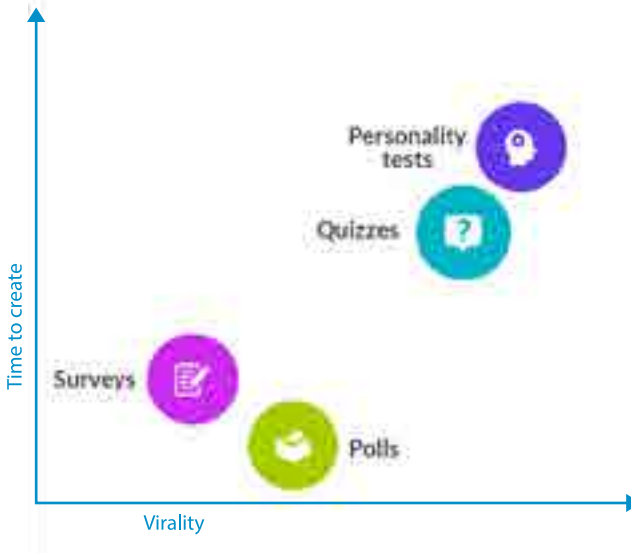 Personality
tests
Quizzes
?
Time to create
Surveys
Polls
Virality